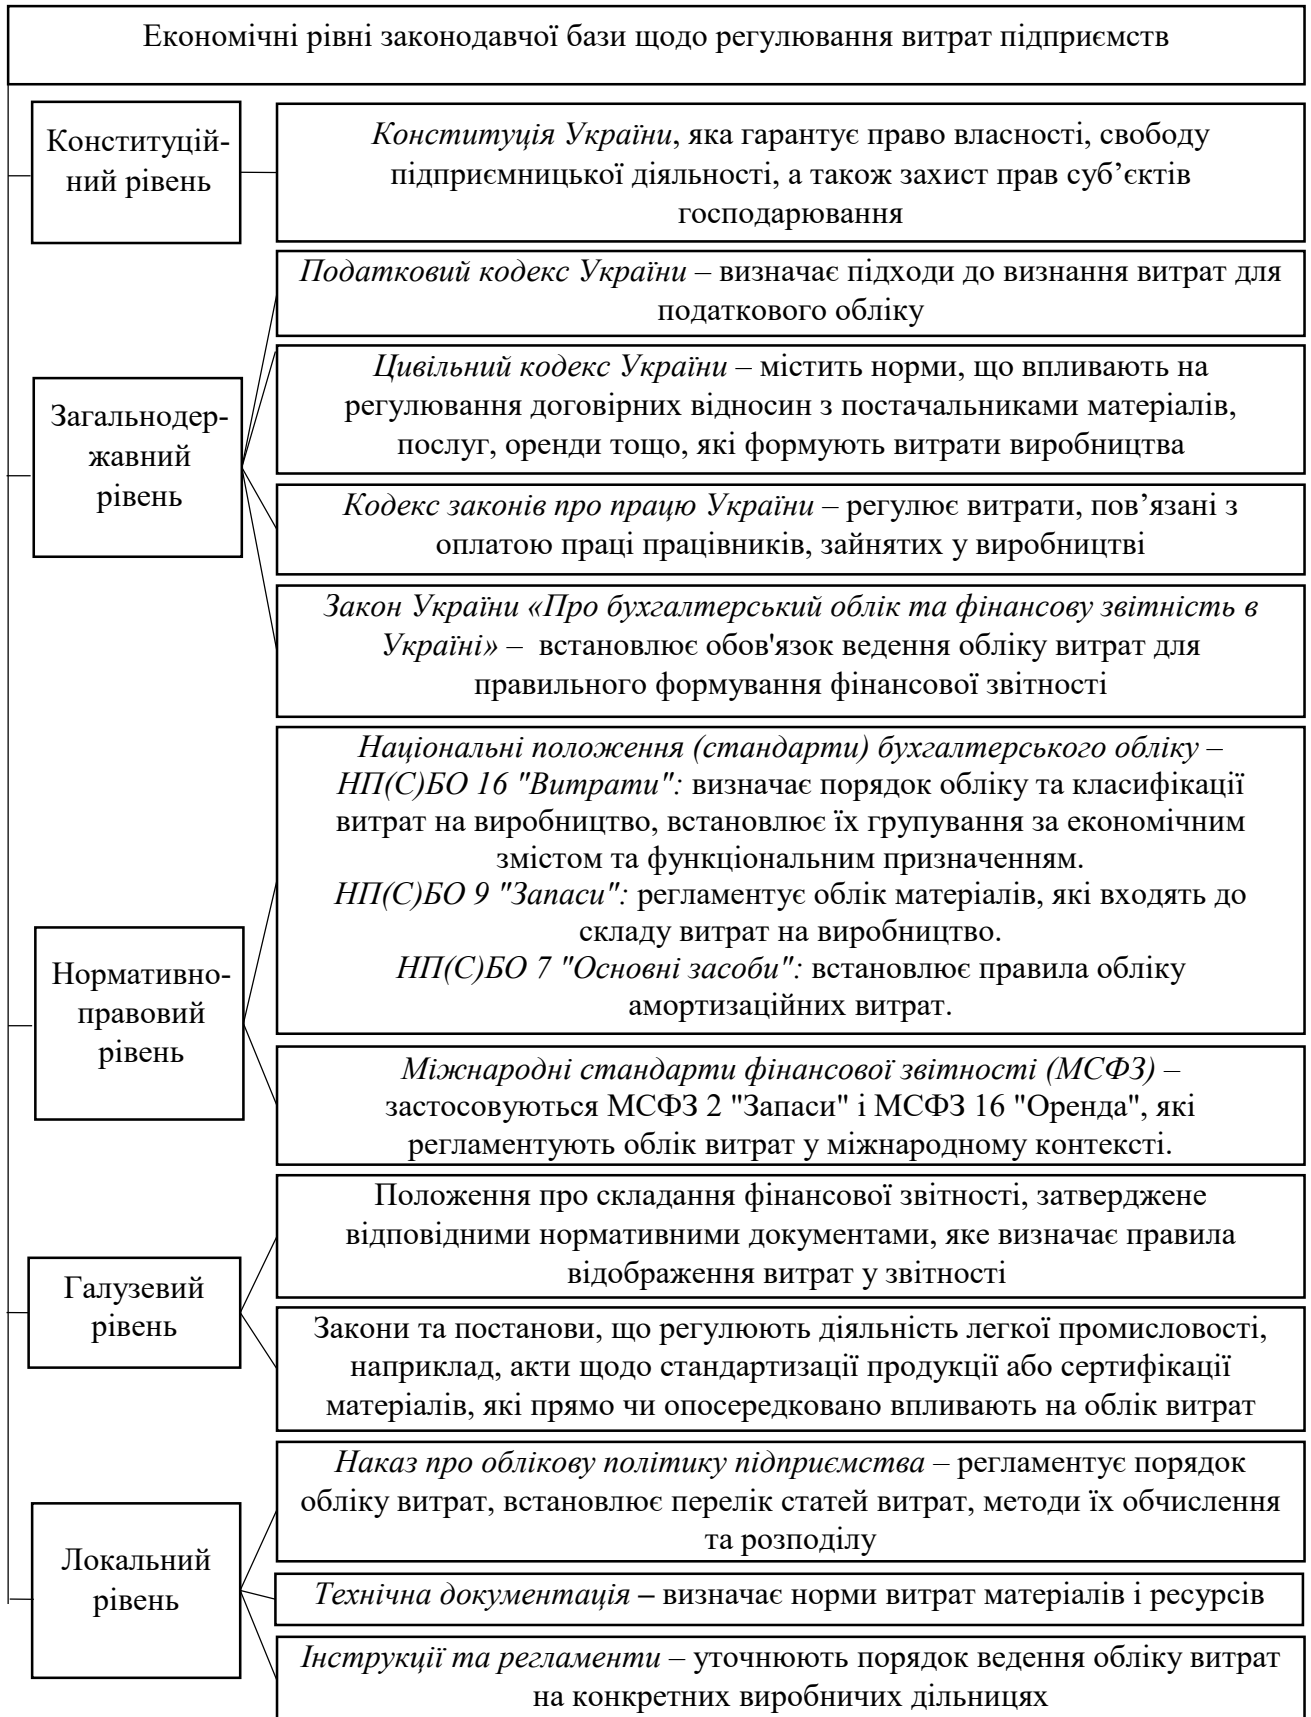 Економічні рівні законодавчої бази щодо регулювання витрат підприємств
Конституцій-
ний рівень
Конституція України, яка гарантує право власності, свободу
підприємницької діяльності, а також захист прав суб’єктів
господарювання
Загальнодер-
жавний
рівень
Податковий кодекс України – визначає підходи до визнання витрат для
податкового обліку
Цивільний кодекс України – містить норми, що впливають на
регулювання договірних відносин з постачальниками матеріалів,
послуг, оренди тощо, які формують витрати виробництва
Кодекс законів про працю України – регулює витрати, пов’язані з
оплатою праці працівників, зайнятих у виробництві
Закон України «Про бухгалтерський облік та фінансову звітність в
Україні» – встановлює обов'язок ведення обліку витрат для
правильного формування фінансової звітності
Нормативно-
правовий
рівень
Національні положення (стандарти) бухгалтерського обліку –
НП(С)БО 16 "Витрати": визначає порядок обліку та класифікації
витрат на виробництво, встановлює їх групування за економічним
змістом та функціональним призначенням.
НП(С)БО 9 "Запаси": регламентує облік матеріалів, які входять до
складу витрат на виробництво.
НП(С)БО 7 "Основні засоби": встановлює правила обліку
амортизаційних витрат.
Міжнародні стандарти фінансової звітності (МСФЗ) –
застосовуються МСФЗ 2 "Запаси" і МСФЗ 16 "Оренда", які
регламентують облік витрат у міжнародному контексті.
Галузевий
рівень
Положення про складання фінансової звітності, затверджене
відповідними нормативними документами, яке визначає правила
відображення витрат у звітності
Закони та постанови, що регулюють діяльність легкої промисловості,
наприклад, акти щодо стандартизації продукції або сертифікації
матеріалів, які прямо чи опосередковано впливають на облік витрат
Локальний
рівень
Наказ про облікову політику підприємства – регламентує порядок
обліку витрат, встановлює перелік статей витрат, методи їх обчислення
та розподілу
Технічна документація – визначає норми витрат матеріалів і ресурсів
Інструкції та регламенти – уточнюють порядок ведення обліку витрат
на конкретних виробничих дільницях